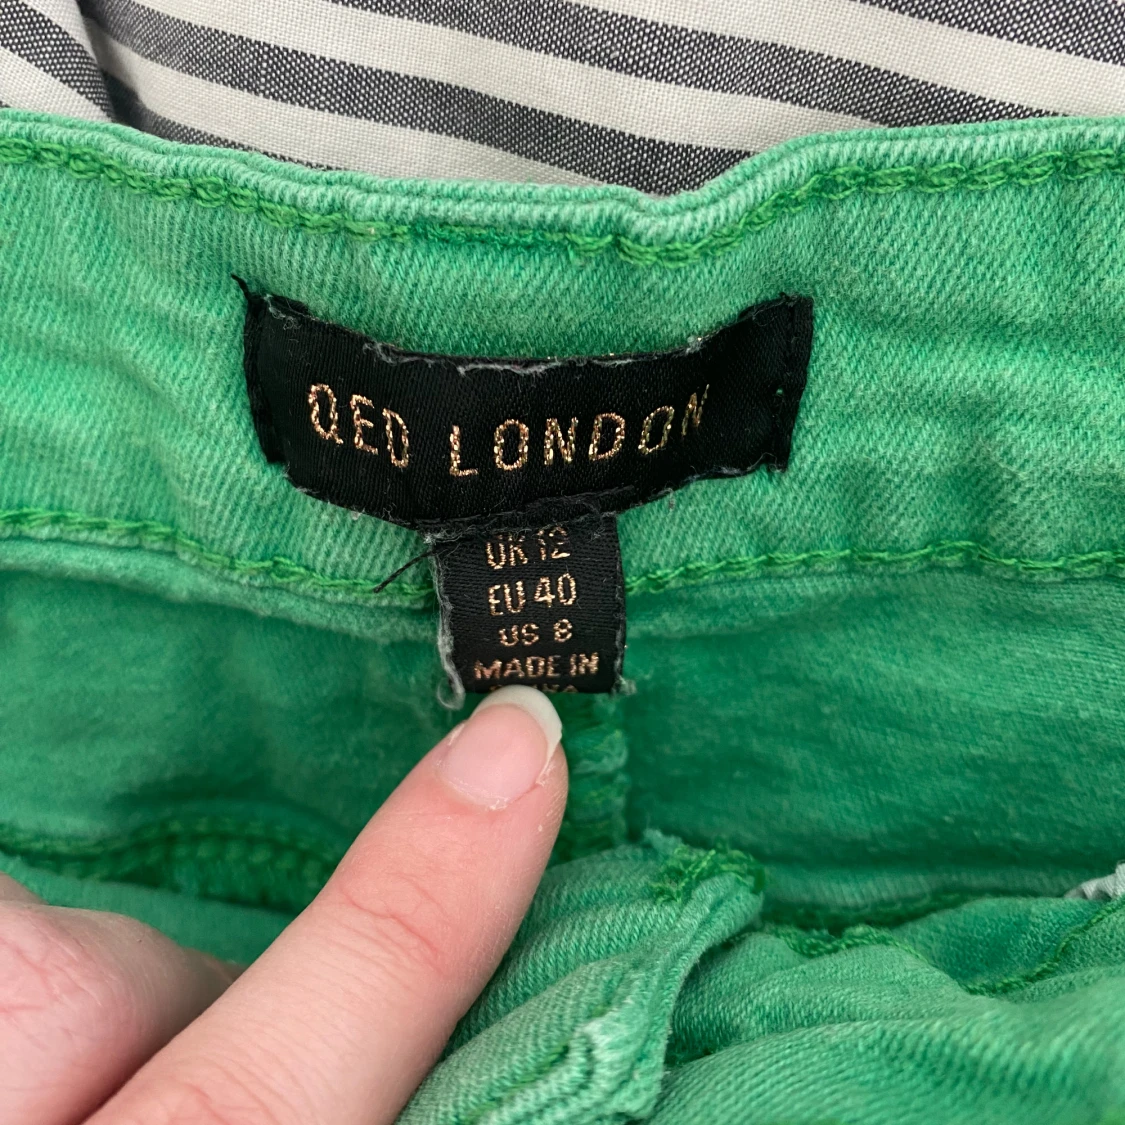 QED LONDON
UK 12
EU 40
US 8
MADE IN